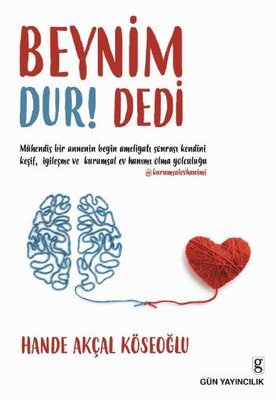 BEYNİM
DUR! DEDİ
Mühendis bir annenin beyin ameliyatı sonrası kendini
keşif, iyileşme ve kurumsal ev hanımı olma yolculuğu
@kurumsalevhanimi
HANDE AKÇAL KÖSEOĞLU
g
GÜN YAYINCILIK